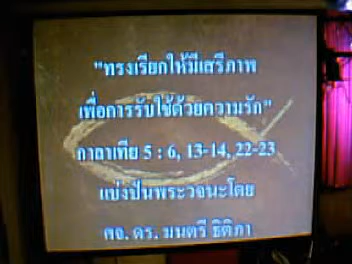 "ทรงเรียกให้มีเสรีภาพ
เพื่อการรับใช้ด้วยความรัก"
กาลาเทีย 5 : 6, 13-14, 22-23
แบ่งปันพระวจนะโดย
ศจ. ดร. มนตรี ธิติภา